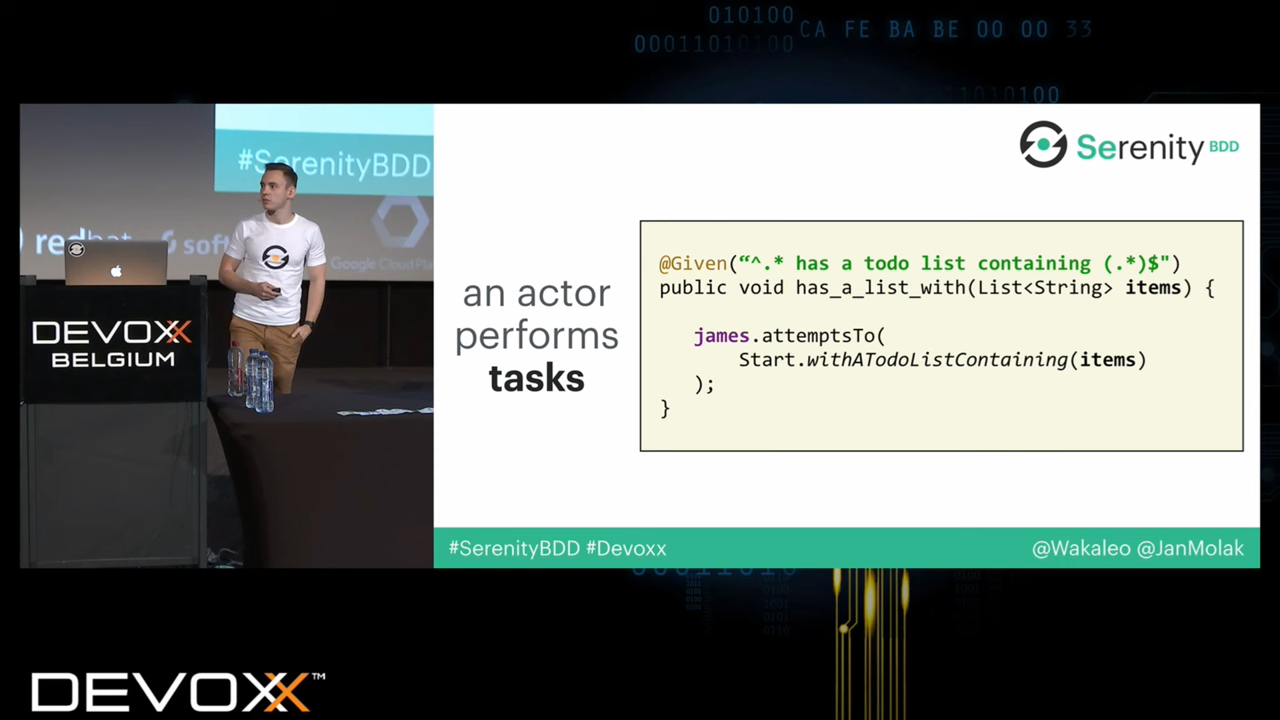 010100
00011010100
CA FE BA BE 00 00 33
1010100
#SerenityBDD
redhat
soft
Google Cloud Pla
DEVOXX
BELGIUM
Serenity BDD
an actor
performs
tasks
@Given(“^.* has a todo list containing (.*)$")
public void has_a_list_with(List<String> items) {
james.attemptsTo(
Start.withATodoListContaining(items)
);
}
#SerenityBDD #Devoxx
@Wakaleo @JanMolak
DEVOXX™